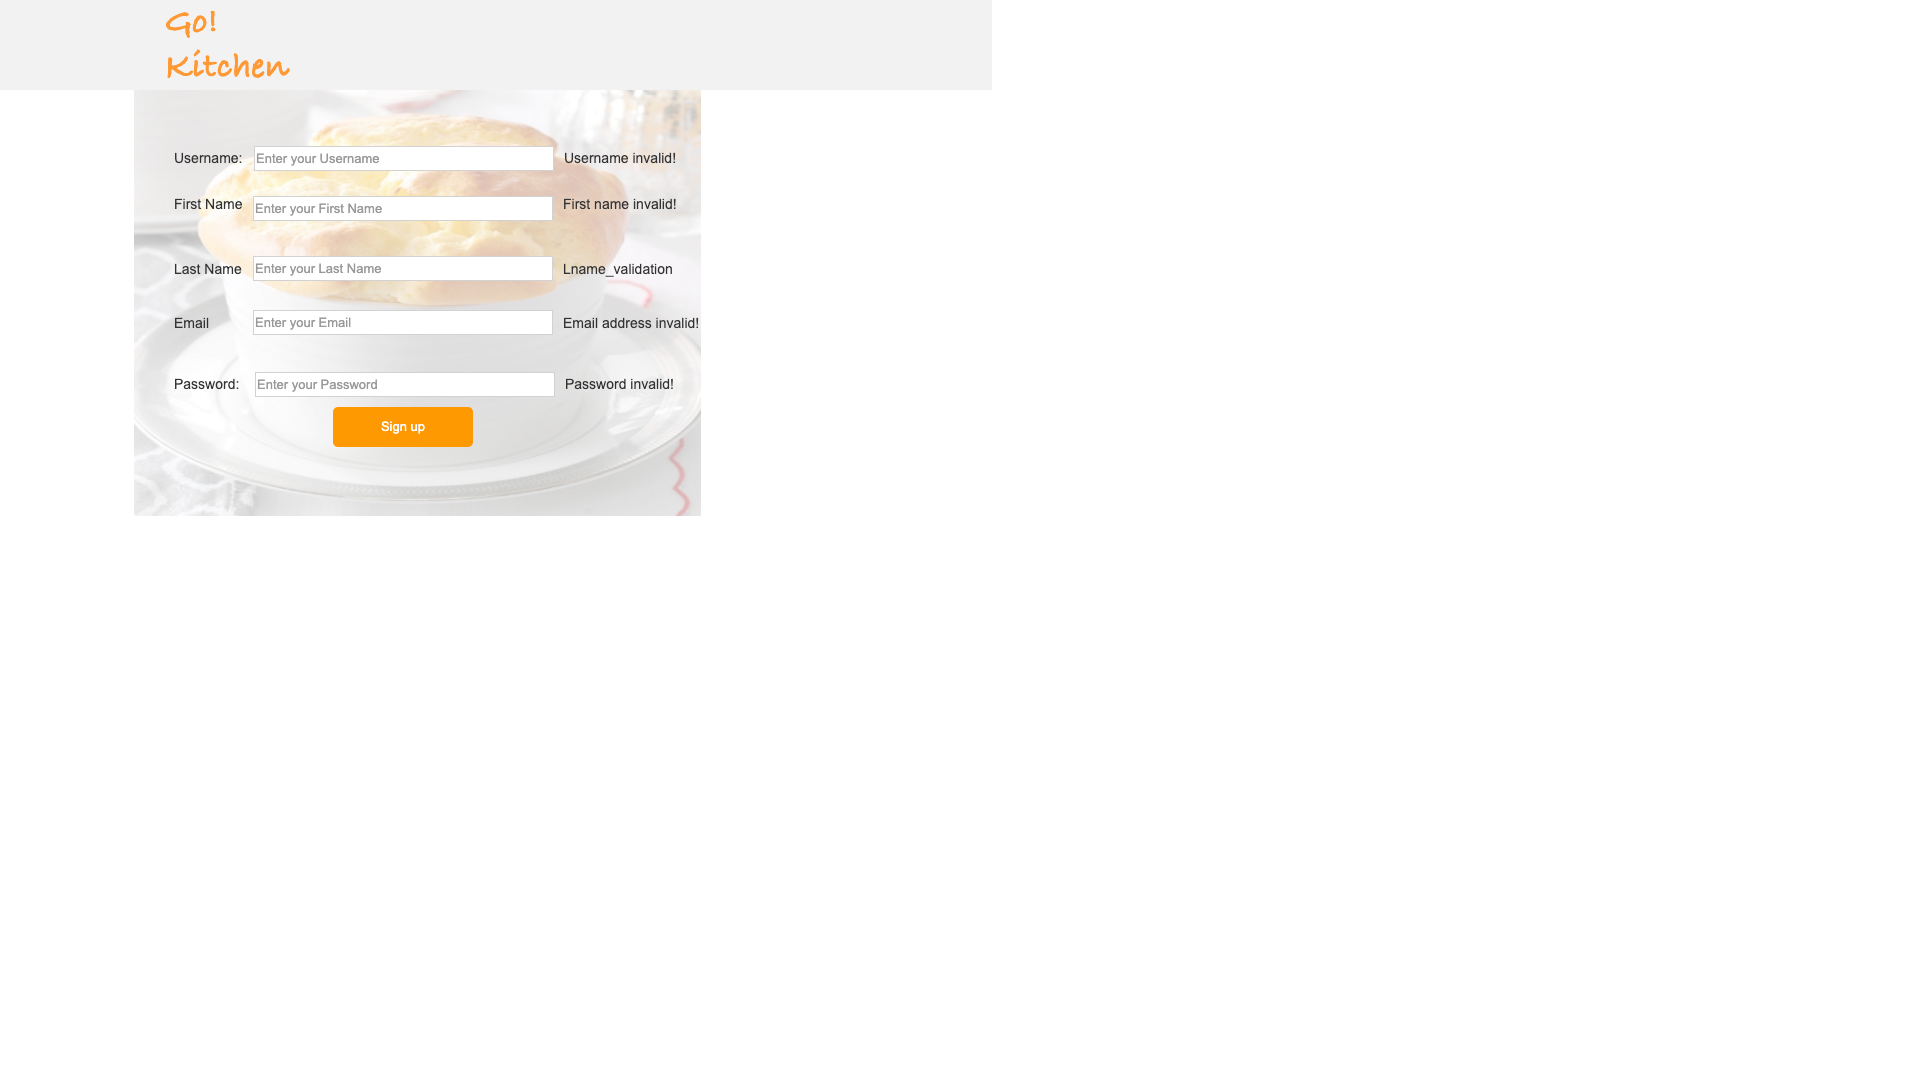 Go!
Kitchen
Username: Enter your Username Username invalid!
First Name Enter your First Name First name invalid!
Last Name Enter your Last Name Lname_validation
Email Enter your Email Email address invalid!
Password: Enter your Password Password invalid!
Sign up